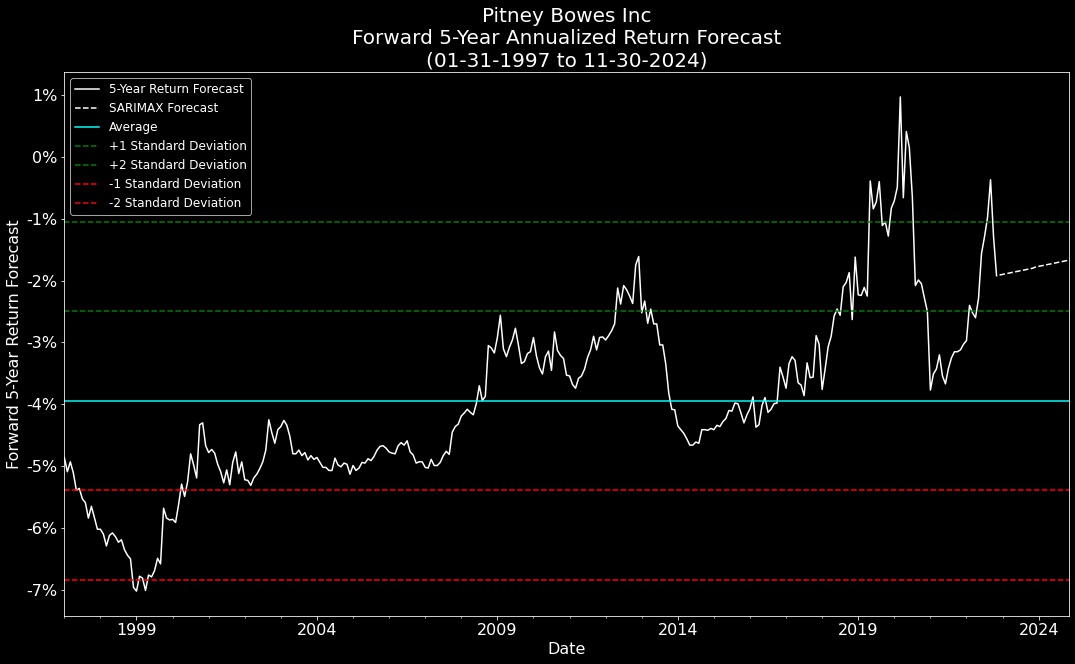 Pitney Bowes Inc
Forward 5-Year Annualized Return Forecast
(01-31-1997 to 11-30-2024)
5-Year Return Forecast
SARIMAX Forecast
Average
+1 Standard Deviation
+2 Standard Deviation
-1 Standard Deviation
-2 Standard Deviation
Forward 5-Year Return Forecast
1%
0%
-1%
-2%
-3%
-4%
-5%
-6%
-7%
1999 2004 2009 2014 2019 2024
Date